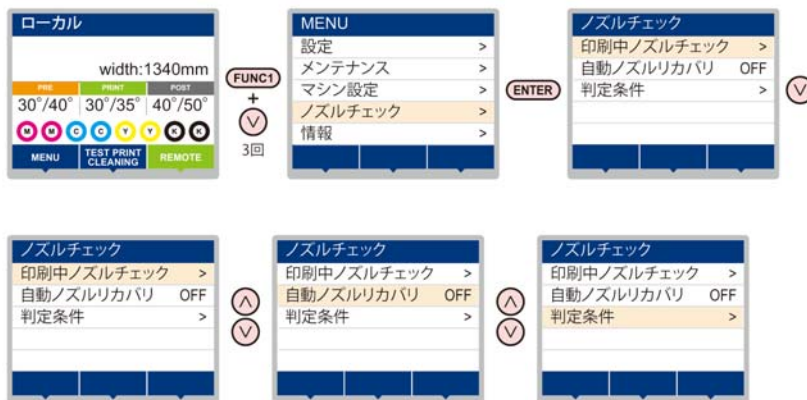 ローカル
width:1340mm
PRE PRINT POST
30°/40° 30°/35° 40°/50°
M M C C Y Y K K
MENU TEST PRINT CLEANING REMOTE
FUNC1
+
3回
MENU
設定 >
メンテナンス >
マシン設定 >
ノズルチェック >
情報 >
ENTER
ノズルチェック
印刷中ノズルチェック >
自動ノズルリカバリ OFF
判定条件 >
ノズルチェック
印刷中ノズルチェック >
自動ノズルリカバリ OFF
判定条件 >
ノズルチェック
印刷中ノズルチェック >
自動ノズルリカバリ OFF
判定条件 >
ノズルチェック
印刷中ノズルチェック >
自動ノズルリカバリ OFF
判定条件 >